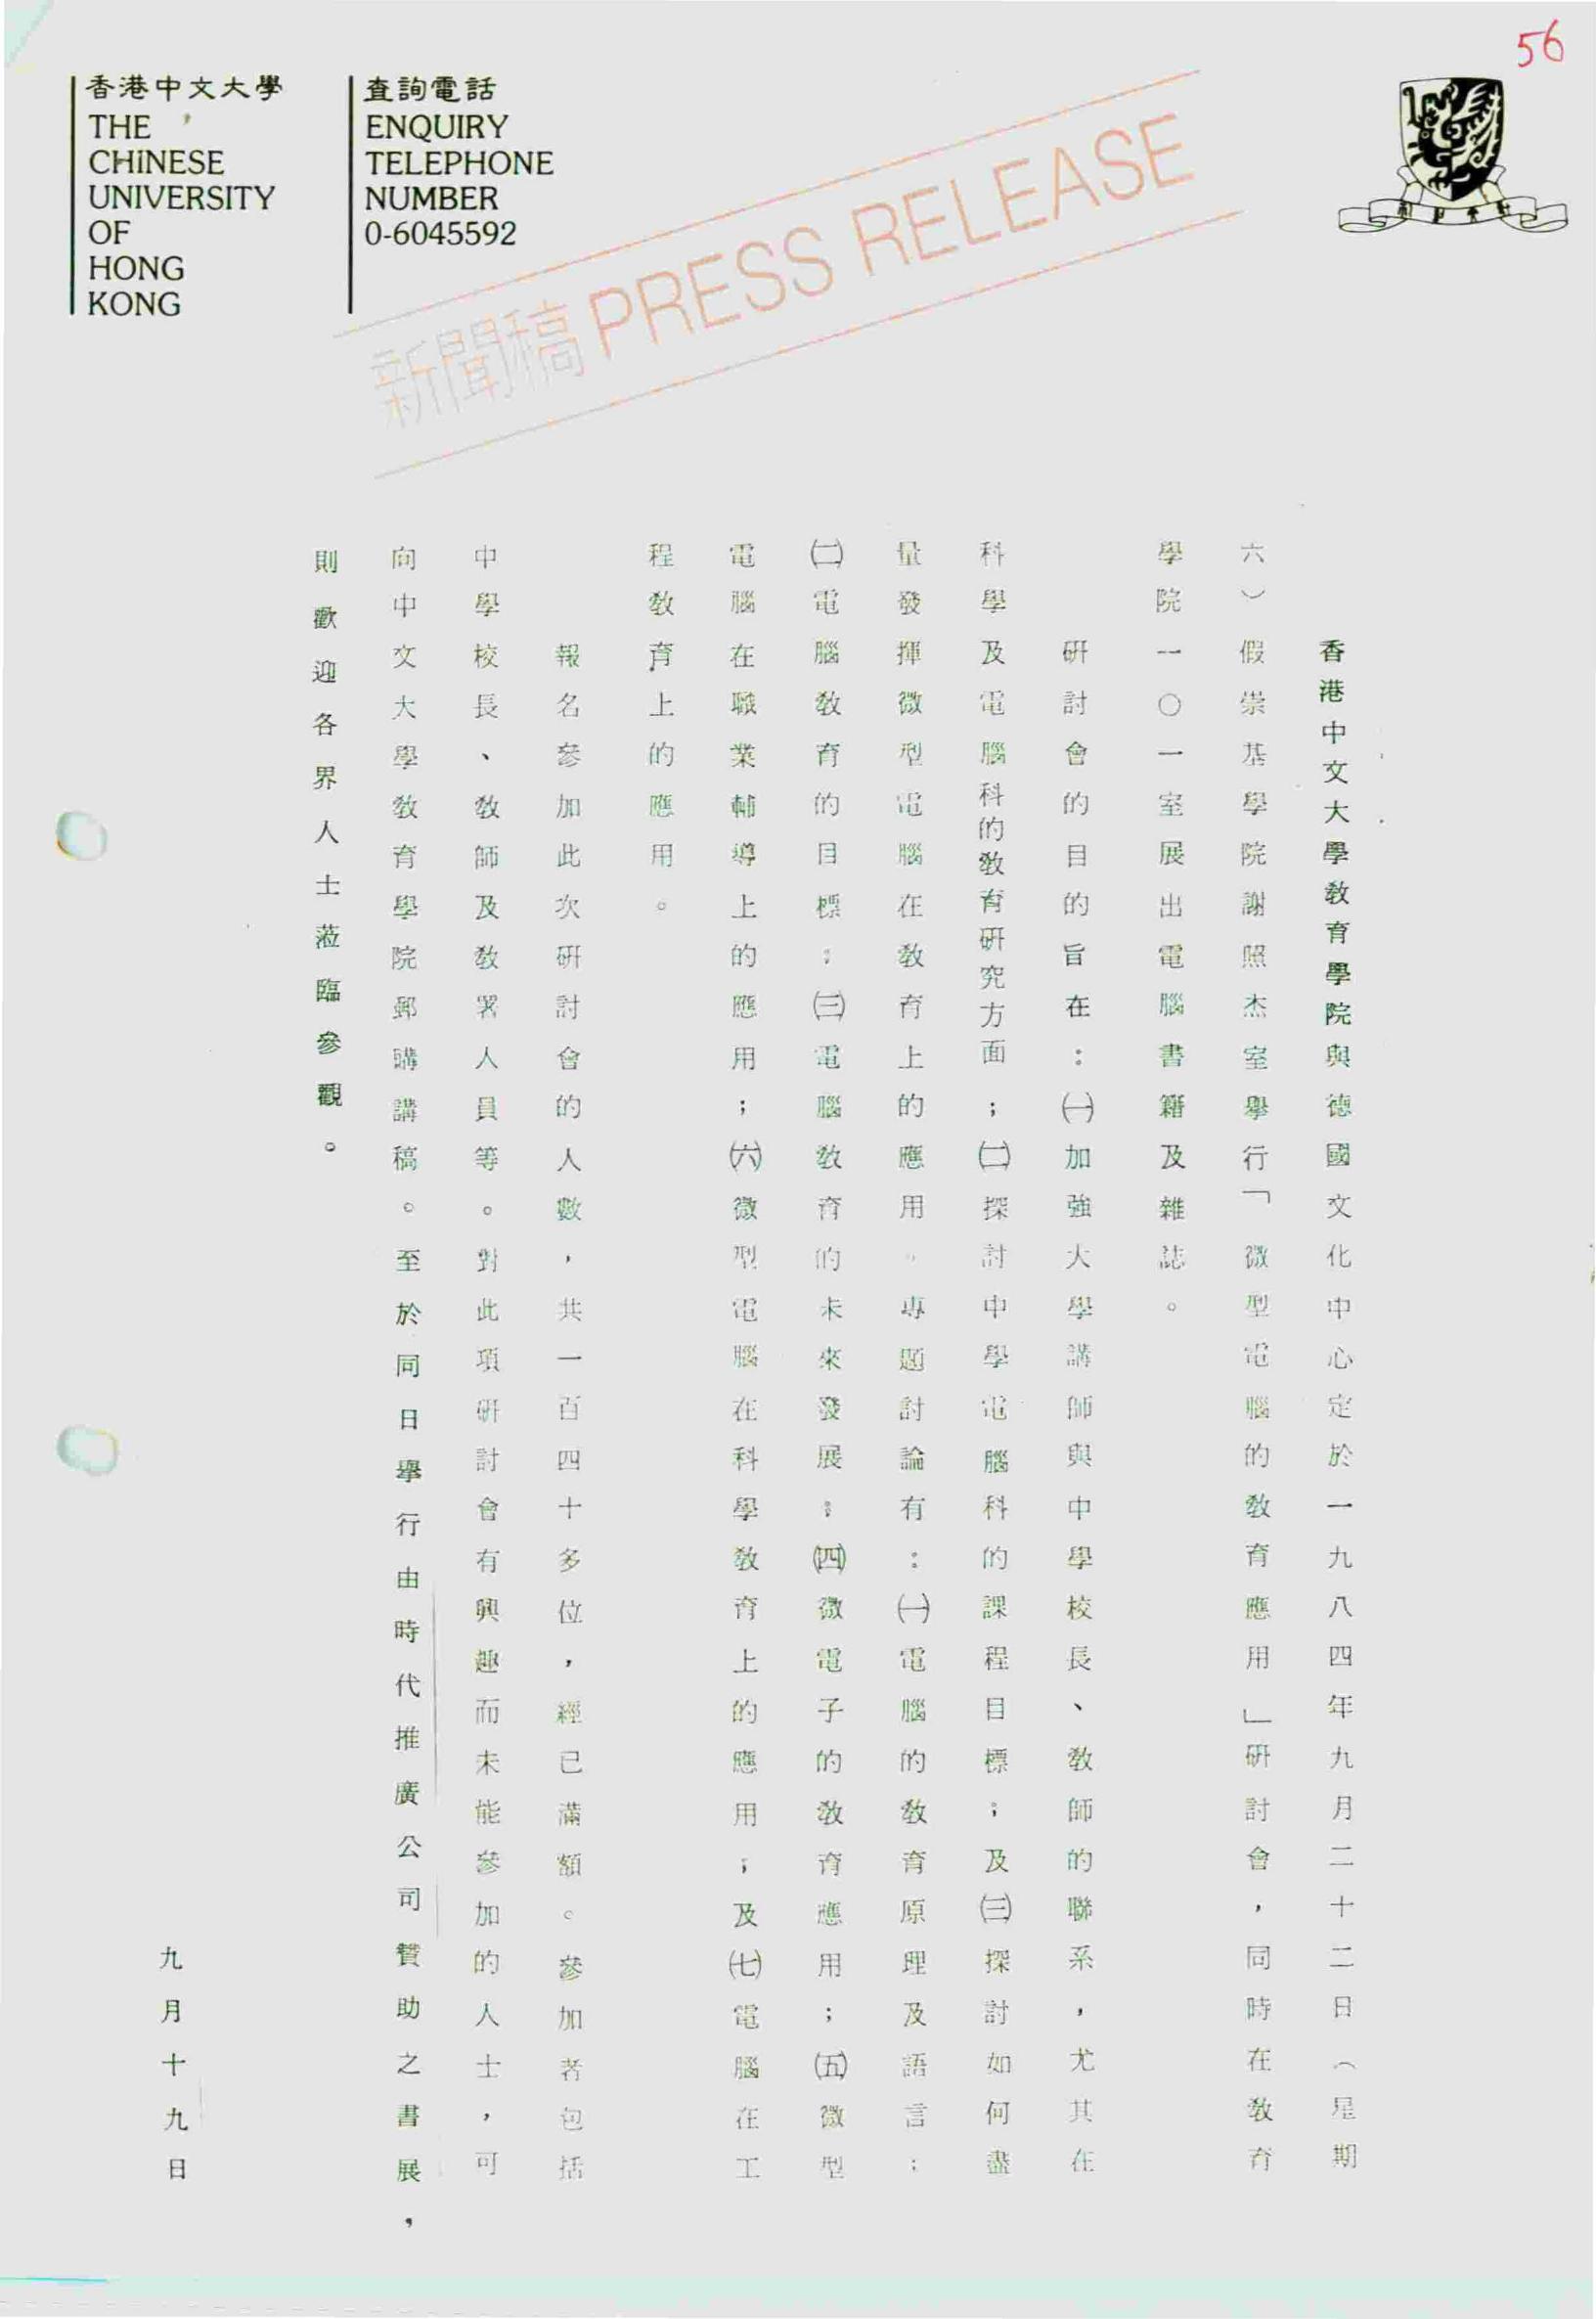 56
香港中文大學
THE
CHINESE
UNIVERSITY
OF
HONG
KONG
查詢電話
ENQUIRY
TELEPHONE
NUMBER
0-6045592
新聞稿 PRESS RELEASE
香港中文大學教育學院與德國文化中心定於一九八四年九月二十二日（星期
六）假崇基學院謝照杰室舉行「微型電腦的教育應用」研討會，同時在教育
學院一〇一室展出電腦書籍及雜誌。
研討會的目的旨在：㈠加強大學講師與中學校長、教師的聯系，尤其在
科學及電腦科的教育研究方面；㈡探討中學電腦科的課程目標；及㈢探討如何盡
量發揮微型電腦在教育上的應用。專題討論有：㈠電腦的教育原理及語言；
㈡電腦教育的目標；㈢電腦教育的未來發展；㈣微電子的教育應用；㈤微型
電腦在職業輔導上的應用；㈥微型電腦在科學教育上的應用；及㈦電腦在工
程教育上的應用。
報名參加此次研討會的人數，共一百四十多位，經已滿額。參加者包括
中學校長、教師及教署人員等。對此項研討會有興趣而未能參加的人士，可
向中文大學教育學院郵購講稿。至於同日舉行由時代推廣公司贊助之書展，
則歡迎各界人士蒞臨參觀。
九月十九日